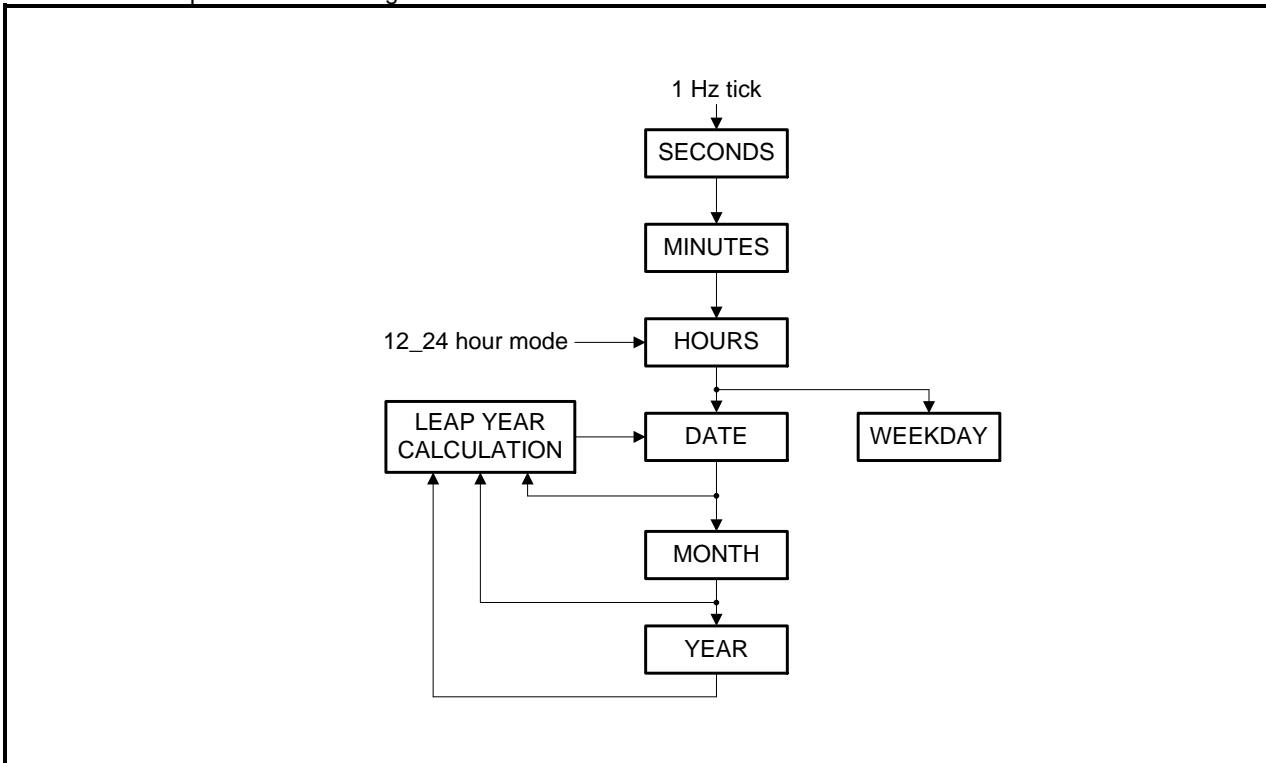 1 Hz tick
SECONDS
MINUTES
12_24 hour mode
HOURS
LEAP YEAR
CALCULATION
DATE
WEEKDAY
MONTH
YEAR